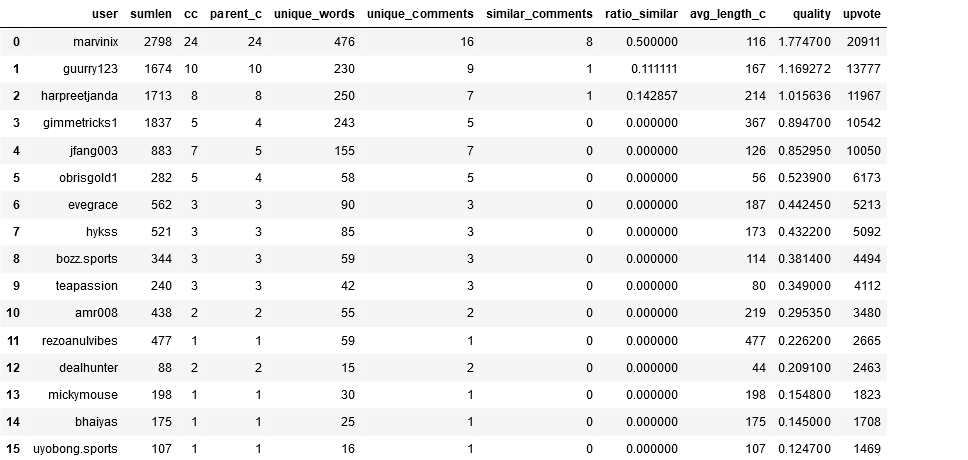 user sumlen cc parent_c unique_words unique_comments similar_comments ratio_similar avg_length_c quality upvote
0 marvinix 2798 24 24 476 16 8 0.500000 116 1.774700 20911
1 guurry123 1674 10 10 230 9 1 0.111111 167 1.169272 13777
2 harpreetjanda 1713 8 8 250 7 1 0.142857 214 1.015636 11967
3 gimmetricks1 1837 5 4 243 5 0 0.000000 367 0.894700 10542
4 jfang003 883 7 5 155 7 0 0.000000 126 0.852950 10050
5 obrisgold1 282 5 4 58 5 0 0.000000 56 0.523900 6173
6 evegrace 562 3 3 90 3 0 0.000000 187 0.442450 5213
7 hykss 521 3 3 85 3 0 0.000000 173 0.432200 5092
8 bozz.sports 344 3 3 59 3 0 0.000000 114 0.381400 4494
9 teapassion 240 3 3 42 3 0 0.000000 80 0.349000 4112
10 amr008 438 2 2 55 2 0 0.000000 219 0.295350 3480
11 rezoanulvibes 477 1 1 59 1 0 0.000000 477 0.226200 2665
12 dealhunter 88 2 2 15 2 0 0.000000 44 0.209100 2463
13 mickymouse 198 1 1 30 1 0 0.000000 198 0.154800 1823
14 bhaiyas 175 1 1 25 1 0 0.000000 175 0.145000 1708
15 uyobong.sports 107 1 1 16 1 0 0.000000 107 0.124700 1469